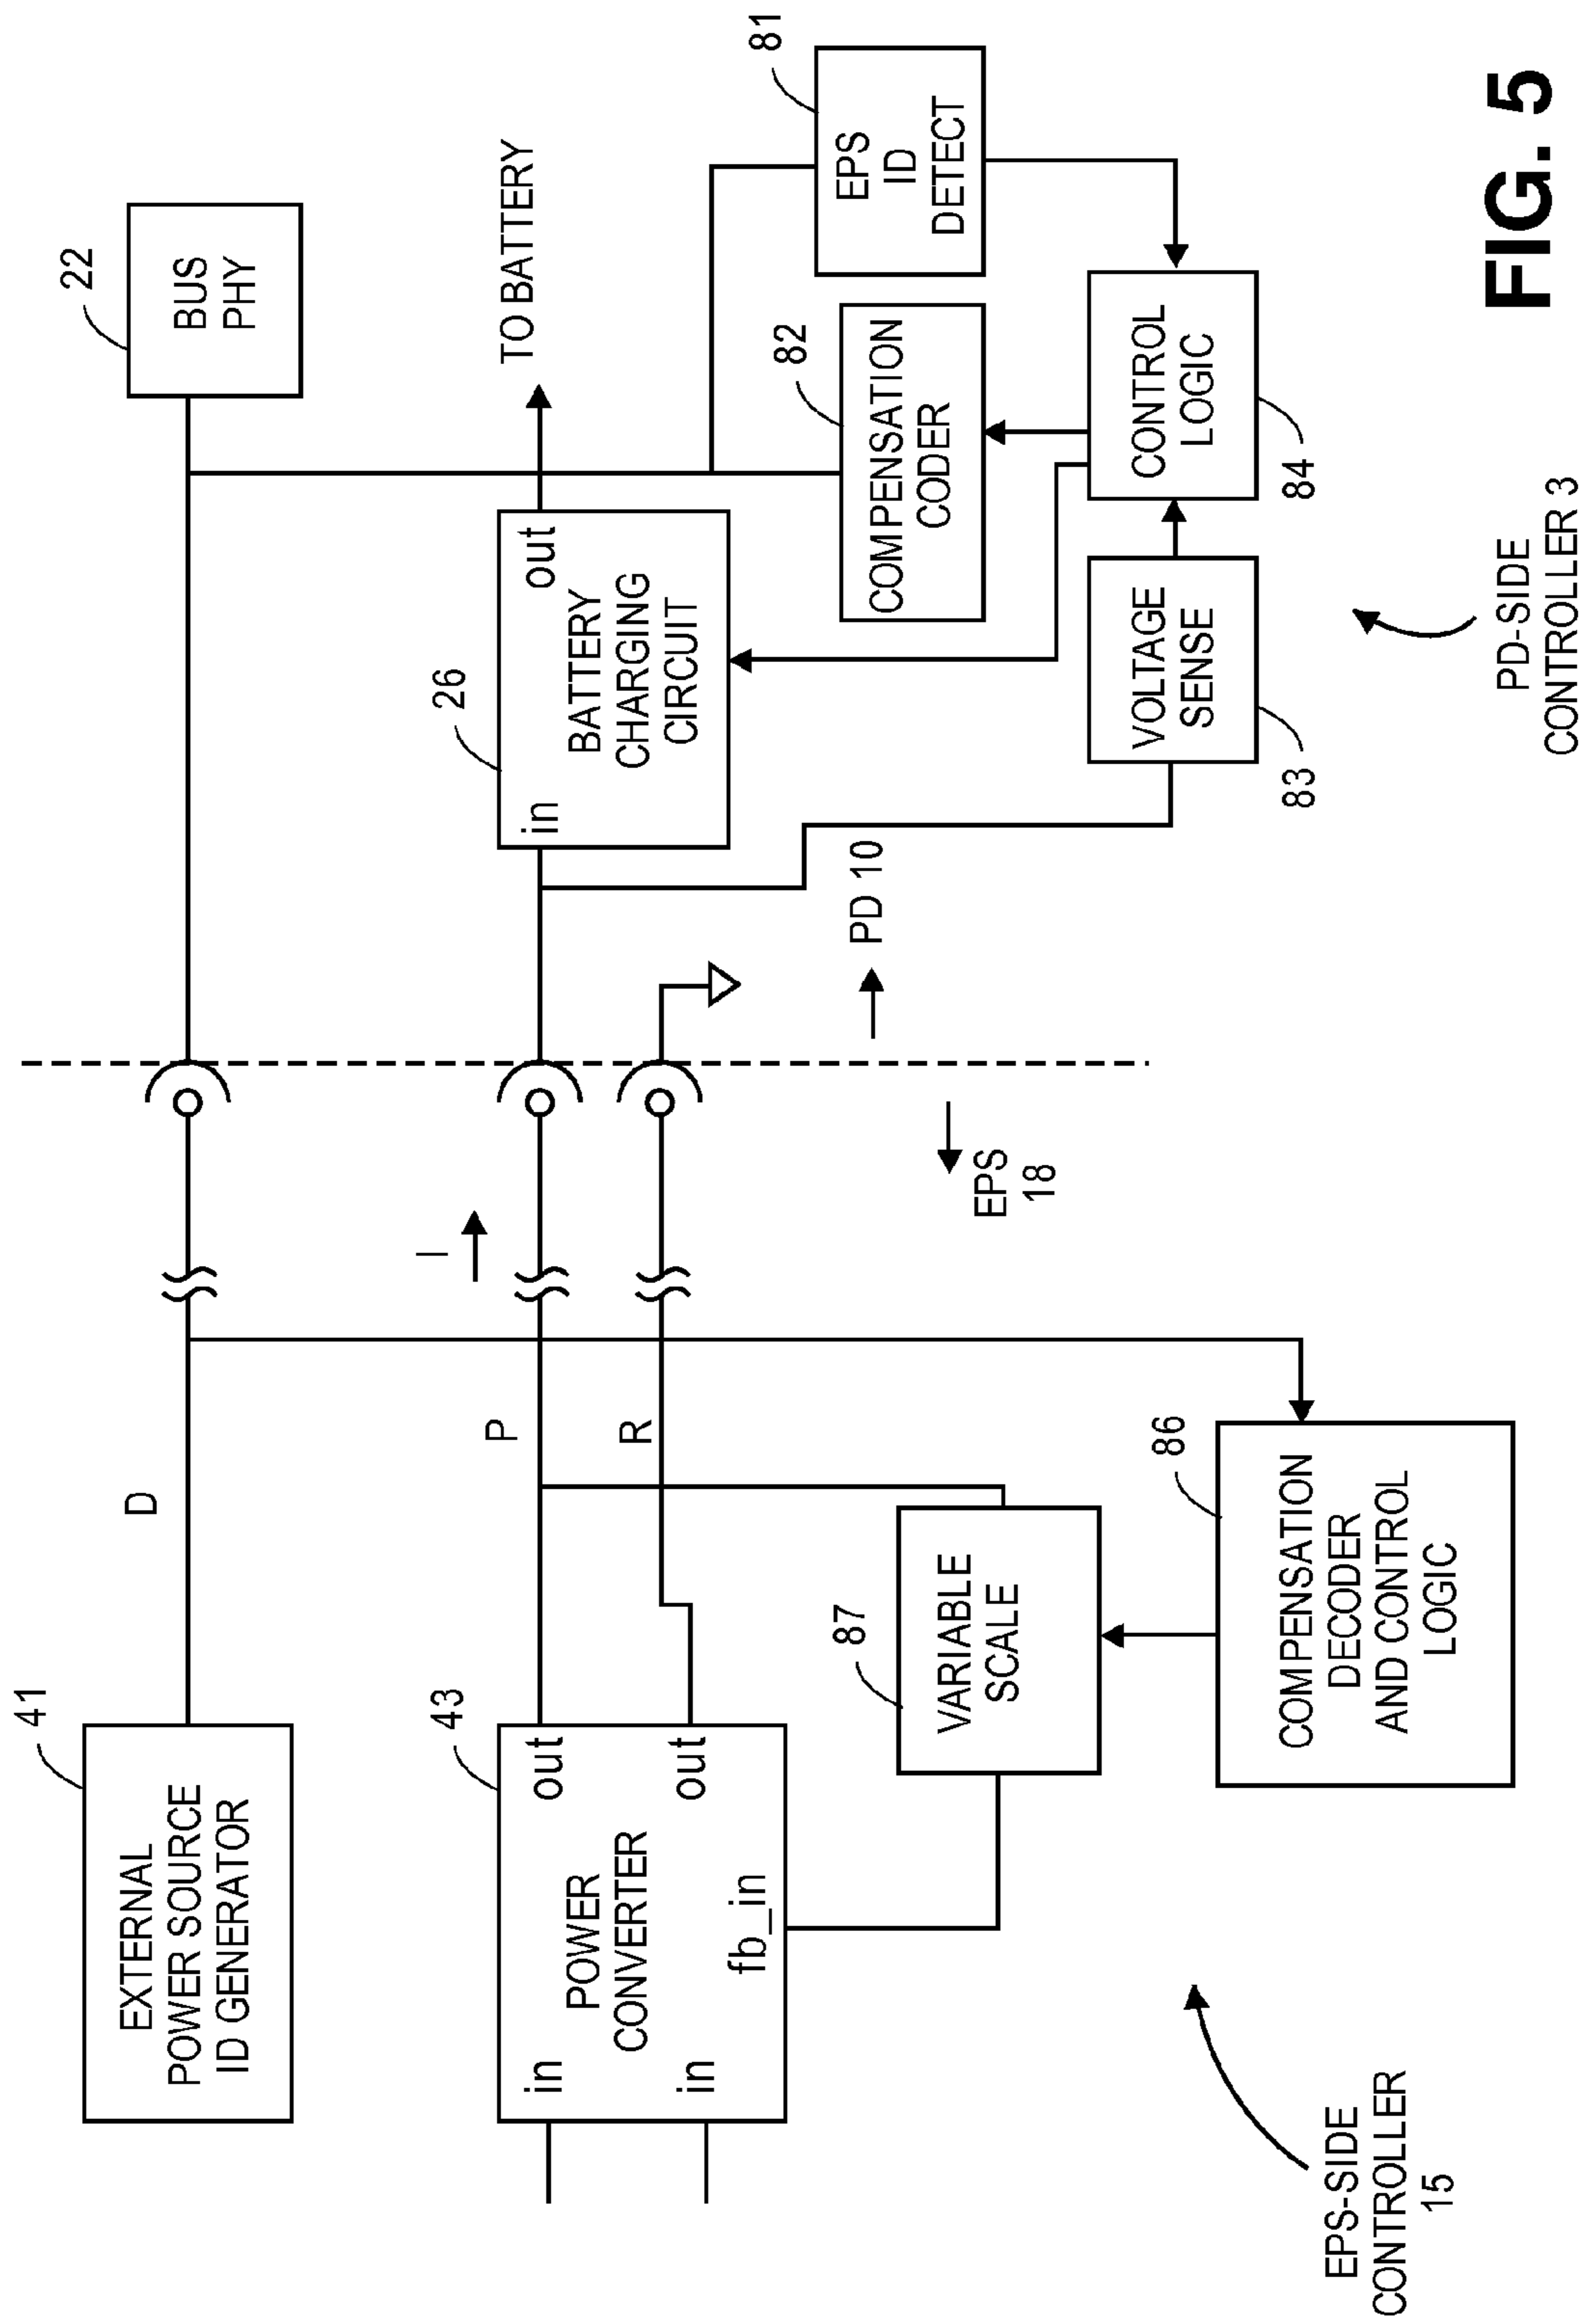 41
EXTERNAL
POWER SOURCE
ID GENERATOR
D
22
BUS
PHY
43
in
out
POWER
CONVERTER
in
out
fb_in
P
R
I
26
in
out
BATTERY
CHARGING
CIRCUIT
TO BATTERY
81
EPS
ID
DETECT
82
COMPENSATION
CODER
87
VARIABLE
SCALE
EPS
18
PD 10
VOLTAGE
SENSE
83
CONTROL
LOGIC
84
86
COMPENSATION
DECODER
AND CONTROL
LOGIC
EPS-SIDE
CONTROLLER
15
PD-SIDE
CONTROLLER 3
FIG. 5